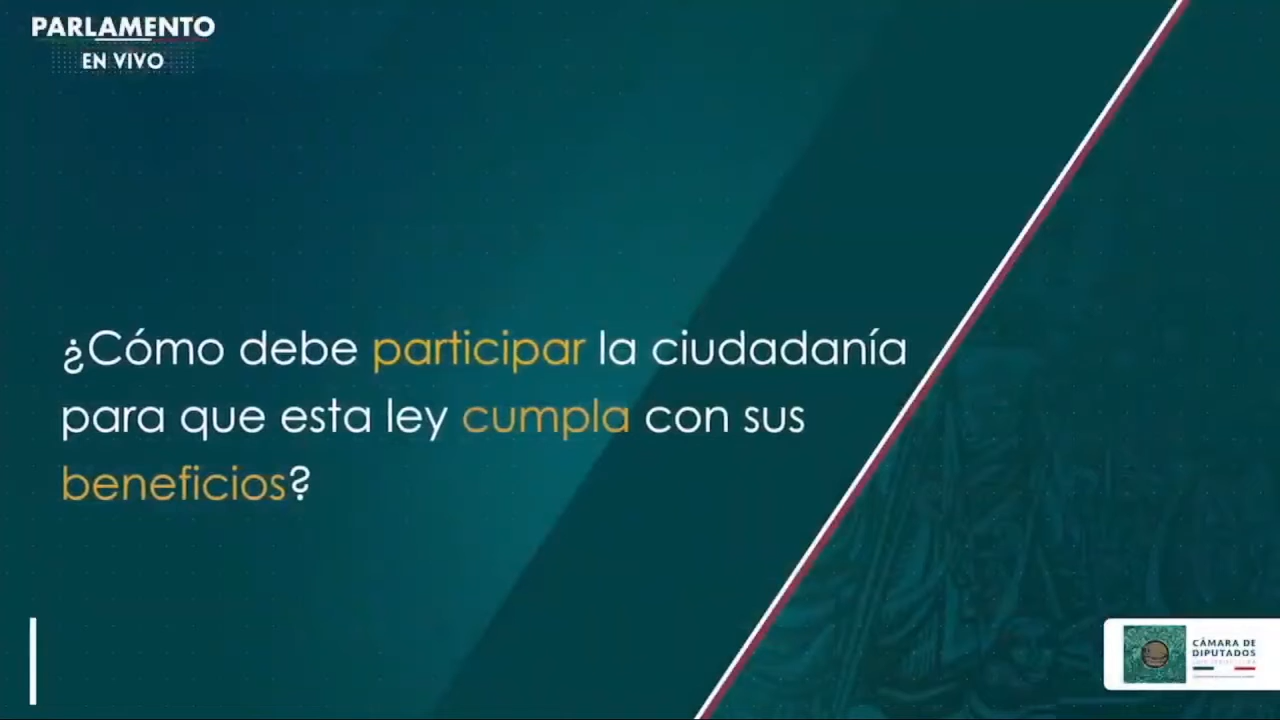 PARLAMENTO
EN VIVO
¿Cómo debe participar la ciudadanía
para que esta ley cumpla con sus
beneficios?
CÁMARA DE
DIPUTADOS